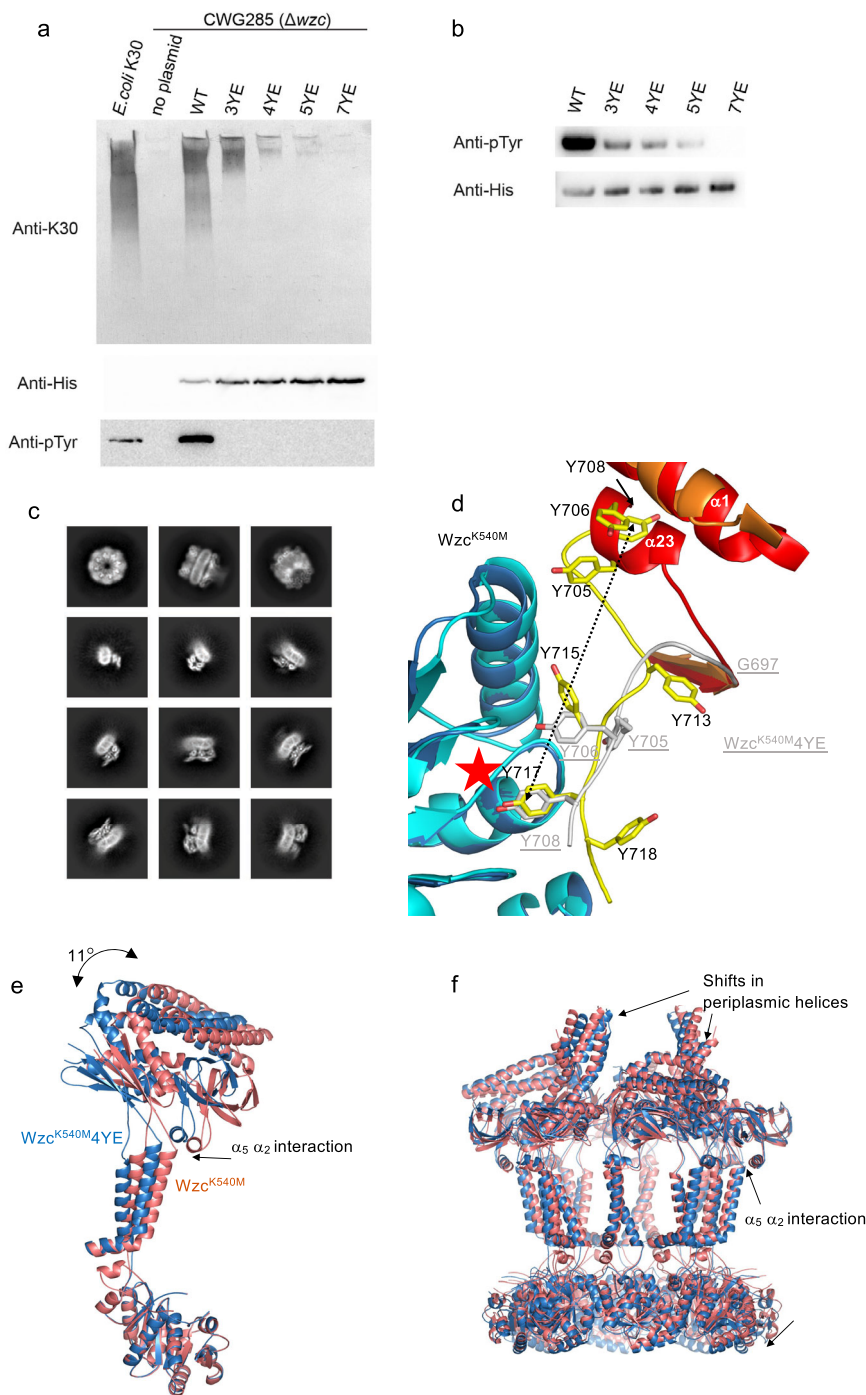 a
CWG285 (Δwzc)
E.coli K30
no plasmid
WT
3YE
4YE
5YE
7YE
Anti-K30
Anti-His
Anti-pTyr
b
WT
3YE
4YE
5YE
7YE
Anti-pTyr
Anti-His
c
d
Wzc^K540M
Y708
Y706
α1
α23
Y705
Y715
G697
Y713
Y706
Y705
Wzc^K540M4YE
Y717
Y708
Y718
e
11°
Wzc^K540M4YE
α5 α2 interaction
Wzc^K540M
f
Shifts in
periplasmic helices
α5 α2 interaction